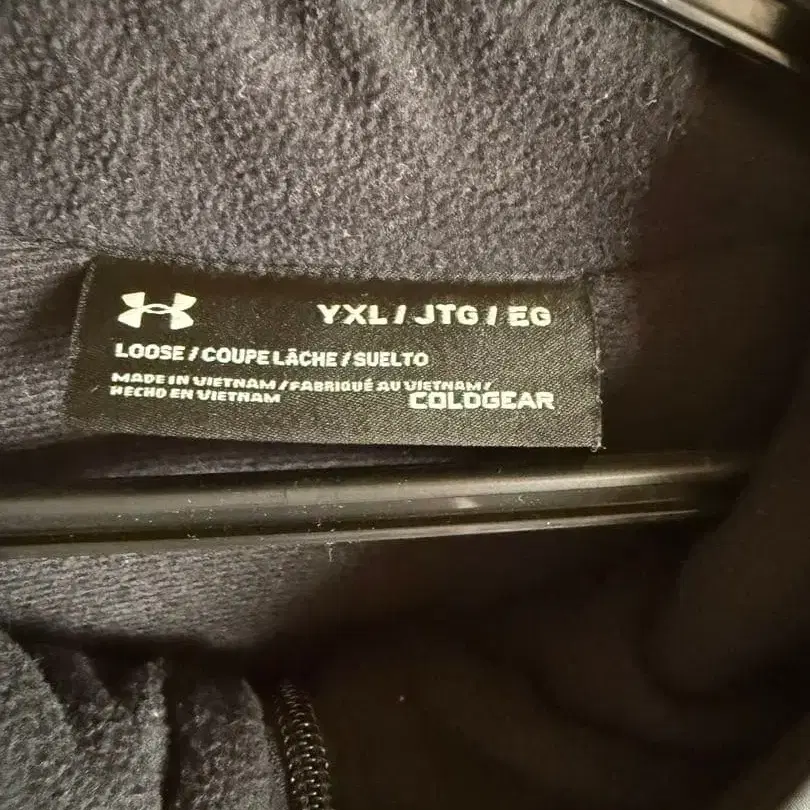 YXL / JTG / EG
LOOSE / COUPE LÂCHE / SUELTO
MADE IN VIETNAM / FABRIQUÉ AU VIETNAM /
HECHO EN VIETNAM
COLDGEAR